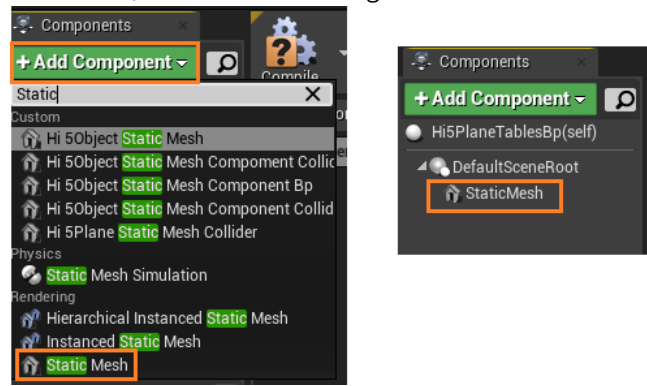 Components
+ Add Component
Compile
Static
Custom
Hi 5Object Static Mesh
Hi 5Object Static Mesh Compoment Collic
Hi 5Object Static Mesh Component Bp
Hi 5Object Static Mesh Component Collid
Hi 5Plane Static Mesh Collider
Physics
Static Mesh Simulation
Rendering
Hierarchical Instanced Static Mesh
Instanced Static Mesh
Static Mesh
Components
+ Add Component
Hi5PlaneTablesBp(self)
DefaultSceneRoot
StaticMesh